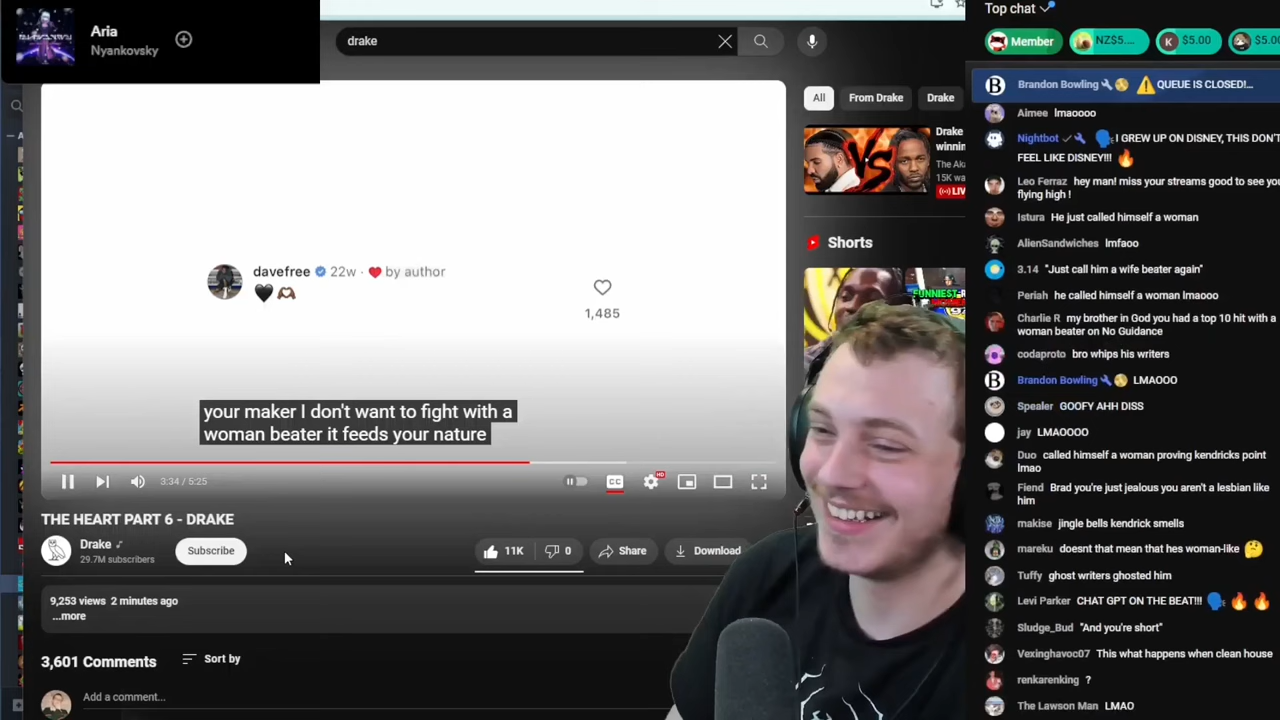 Aria
Nyankovsky
drake
davefree 22w · ❤️ by author
🖤 🫶🏽
1,485
your maker I don't want to fight with a
woman beater it feeds your nature
3:34 / 5:25
CC
HD
THE HEART PART 6 - DRAKE
Drake
29.7M subscribers
Subscribe
11K
0
Share
Download
9,253 views 2 minutes ago
...more
3,601 Comments
Sort by
Add a comment...
All
From Drake
Drake
VS
Drake
winnin
The Aka
15K wa
LIV
Shorts
FUNNIEST
Top chat
Member
NZ$5....
K $5.00
$5.0
B Brandon Bowling ⚠️ QUEUE IS CLOSED!...
Aimee lmaoooo
Nightbot 🗣️ I GREW UP ON DISNEY, THIS DON'T
FEEL LIKE DISNEY!!! 🔥
Leo Ferraz hey man! miss your streams good to see you
flying high !
Istura He just called himself a woman
AlienSandwiches lmfaoo
3.14 "Just call him a wife beater again"
Periah he called himself a woman lmaooo
Charlie R my brother in God you had a top 10 hit with a
woman beater on No Guidance
codaproto bro whips his writers
B Brandon Bowling LMAOOO
Spealer GOOFY AHH DISS
jay LMAOOOO
Duo called himself a woman proving kendricks point
lmao
Fiend Brad you're just jealous you aren't a lesbian like
him
makise jingle bells kendrick smells
mareku doesnt that mean that hes woman-like 🤔
Tuffy ghost writers ghosted him
Levi Parker CHAT GPT ON THE BEAT!!! 🗣️🔥🔥
Sludge_Bud "And you're short"
Vexinghavoc07 This what happens when clean house
renkarenking ?
The Lawson Man LMAO